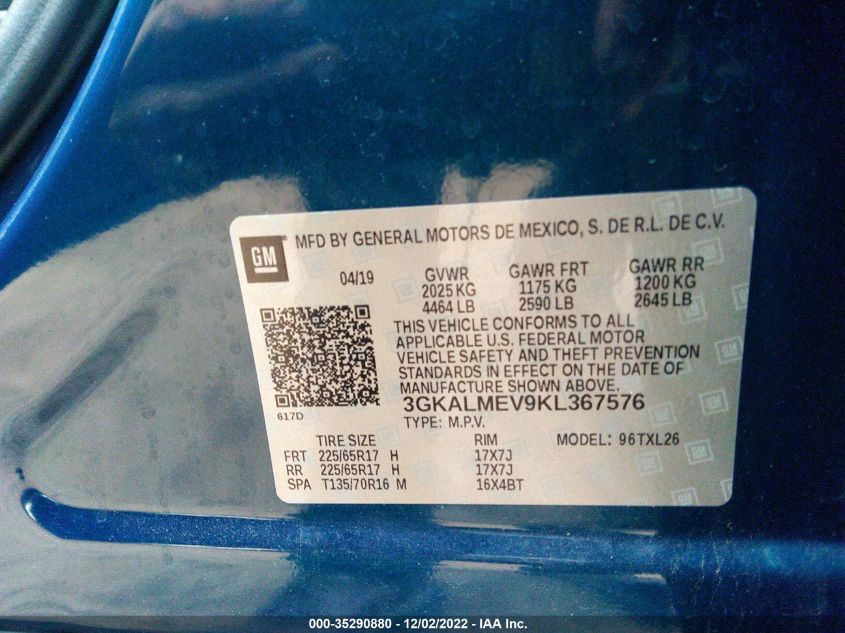 GM MFD BY GENERAL MOTORS DE MEXICO, S. DE R.L. DE C.V.
04/19 GVWR GAWR FRT GAWR RR
2025 KG 1175 KG 1200 KG
4464 LB 2590 LB 2645 LB
THIS VEHICLE CONFORMS TO ALL
APPLICABLE U.S. FEDERAL MOTOR
VEHICLE SAFETY AND THEFT PREVENTION
STANDARDS IN EFFECT ON THE DATE OF
MANUFACTURE SHOWN ABOVE.
617D 3GKALMEV9KL367576
TYPE: M.P.V.
TIRE SIZE RIM MODEL: 96TXL26
FRT 225/65R17 H 17X7J
RR 225/65R17 H 17X7J
SPA T135/70R16 M 16X4BT
000-35290880 - 12/02/2022 - IAA Inc.